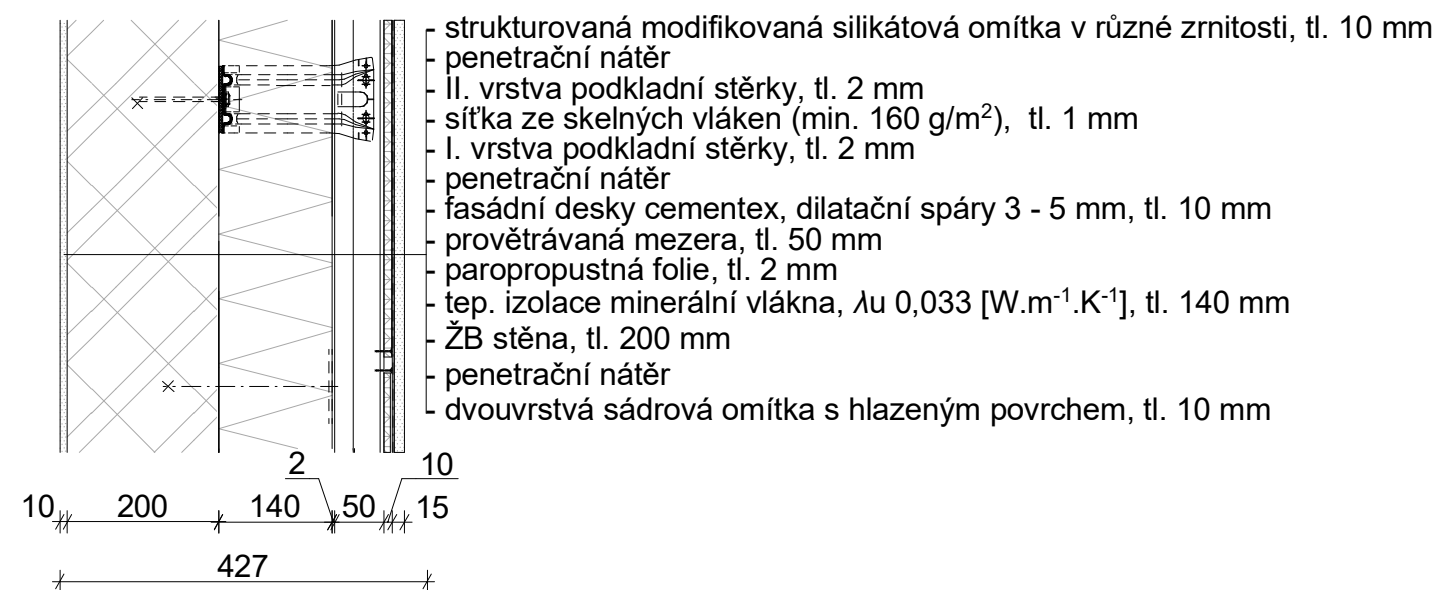 - strukturovaná modifikovaná silikátová omítka v různé zrnitosti, tl. 10 mm
- penetrační nátěr
- II. vrstva podkladní stěrky, tl. 2 mm
- síťka ze skelných vláken (min. 160 g/m²), tl. 1 mm
- I. vrstva podkladní stěrky, tl. 2 mm
- penetrační nátěr
- fasádní desky cementex, dilatační spáry 3 - 5 mm, tl. 10 mm
- provětrávaná mezera, tl. 50 mm
- paropropustná folie, tl. 2 mm
- tep. izolace minerální vlákna, λu 0,033 [W.m⁻¹.K⁻¹], tl. 140 mm
- ŽB stěna, tl. 200 mm
- penetrační nátěr
- dvouvrstvá sádrová omítka s hlazeným povrchem, tl. 10 mm
2 10
10 200 140 50 15
427